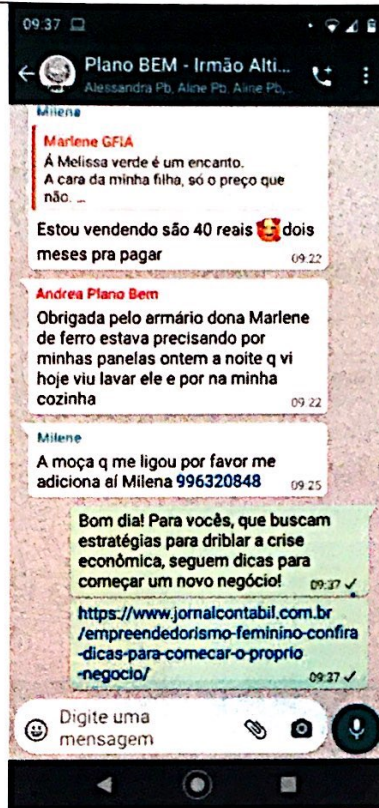 09.37
Plano BEM - Irmão Alti...
Alessandra Pb, Aline Pb, Aline Pb,
Milena
Marlene GFIA
Á Melissa verde é um encanto.
A cara da minha filha, só o preço que
não. ...
Estou vendendo são 40 reais 🥰 dois
meses pra pagar
09:22
Andrea Plano Bem
Obrigada pelo armário dona Marlene
de ferro estava precisando por
minhas panelas ontem a noite q vi
hoje viu lavar ele e por na minha
cozinha
09:22
Milene
A moça q me ligou por favor me
adiciona aí Milena 996320848
09:25
Bom dia! Para vocês, que buscam
estratégias para driblar a crise
econômica, seguem dicas para
começar um novo negócio!
09:37
https://www.jornalcontabil.com.br
/empreendedorismo-feminino-confira
-dicas-para-comecar-o-proprio
-negocio/
09:37
Digite uma
mensagem